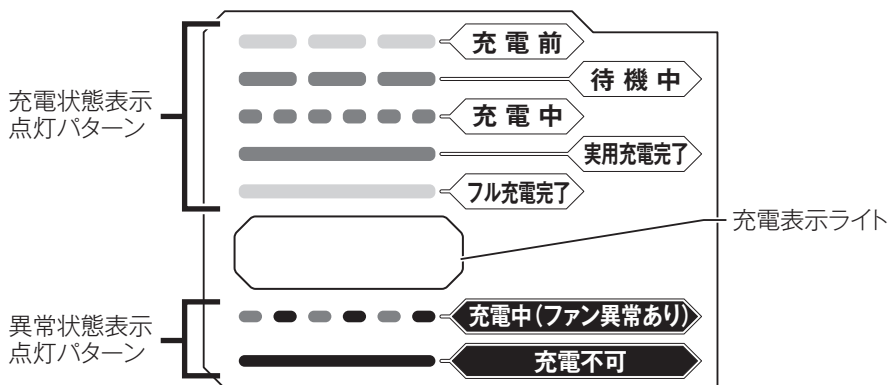 充電状態表示
点灯パターン
充電前
待機中
充電中
実用充電完了
フル充電完了
充電表示ライト
異常状態表示
点灯パターン
充電中(ファン異常あり)
充電不可